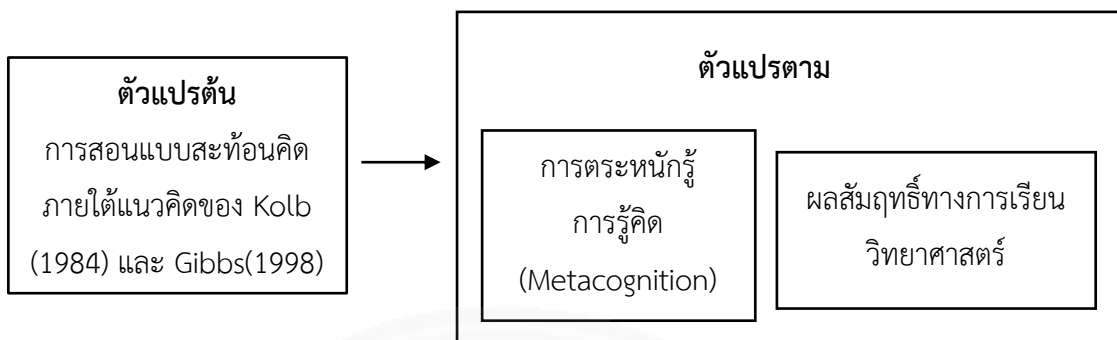 ตัวแปรต้น
การสอนแบบสะท้อนคิด
ภายใต้แนวคิดของ Kolb
(1984) และ Gibbs(1998)
ตัวแปรตาม
การตระหนักรู้
การรู้คิด
(Metacognition)
ผลสัมฤทธิ์ทางการเรียน
วิทยาศาสตร์